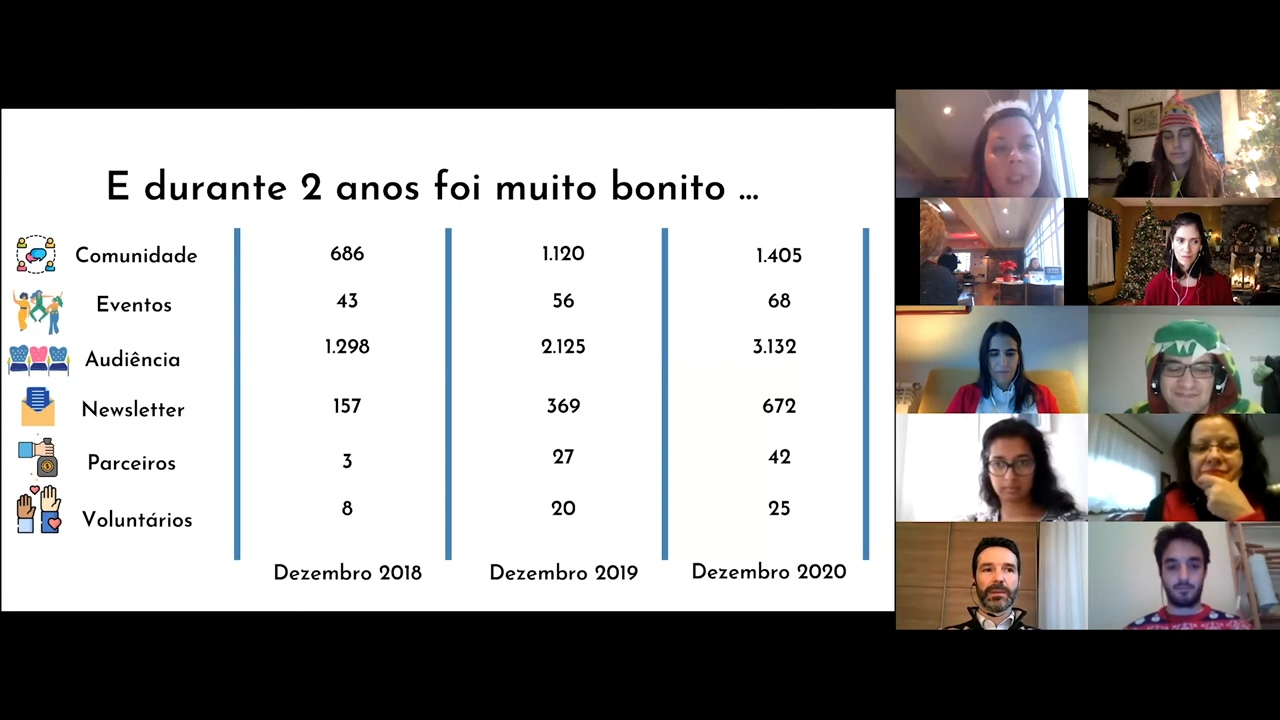 E durante 2 anos foi muito bonito ...
Comunidade 686 1.120 1.405
Eventos 43 56 68
Audiência 1.298 2.125 3.132
Newsletter 157 369 672
Parceiros 3 27 42
Voluntários 8 20 25
Dezembro 2018 Dezembro 2019 Dezembro 2020